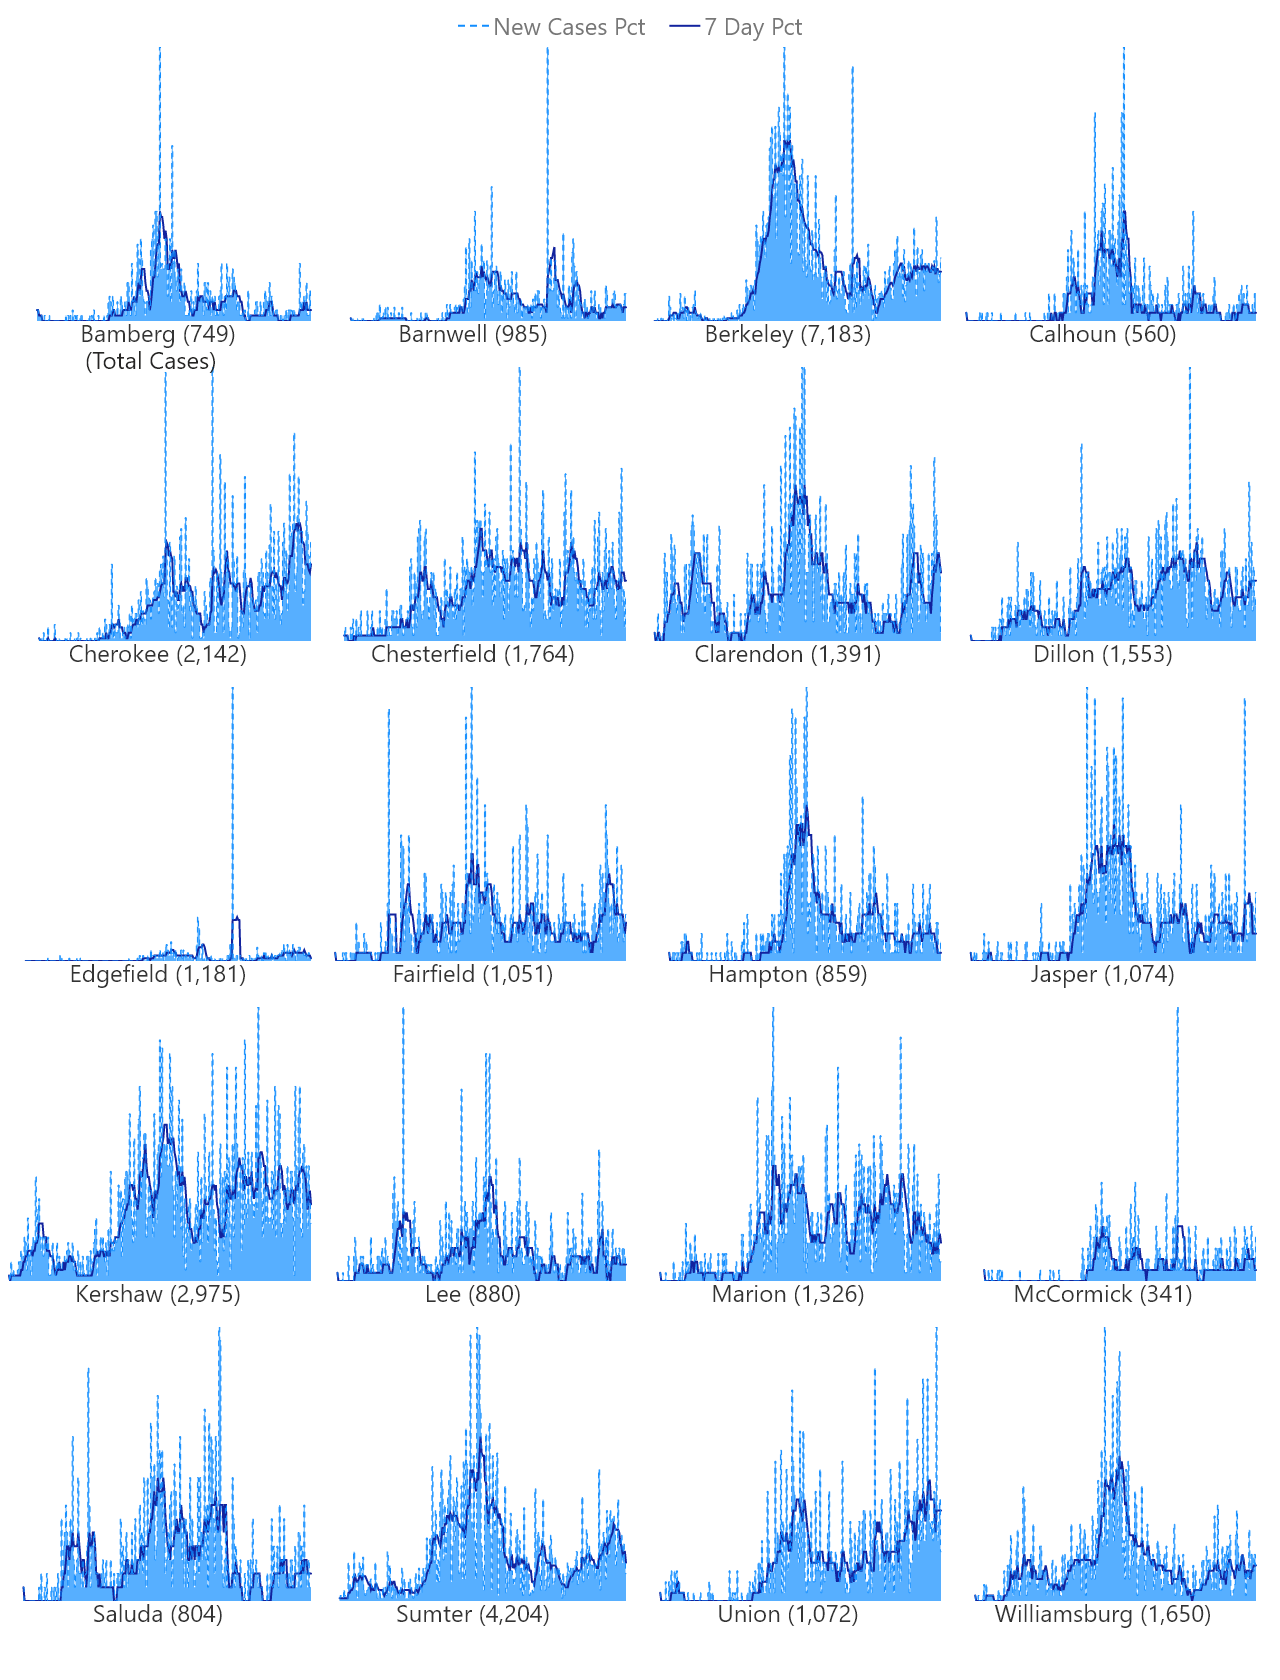 New Cases Pct 7 Day Pct
Bamberg (749) Barnwell (985) Berkeley (7,183) Calhoun (560)
(Total Cases)
Cherokee (2,142) Chesterfield (1,764) Clarendon (1,391) Dillon (1,553)
Edgefield (1,181) Fairfield (1,051) Hampton (859) Jasper (1,074)
Kershaw (2,975) Lee (880) Marion (1,326) McCormick (341)
Saluda (804) Sumter (4,204) Union (1,072) Williamsburg (1,650)